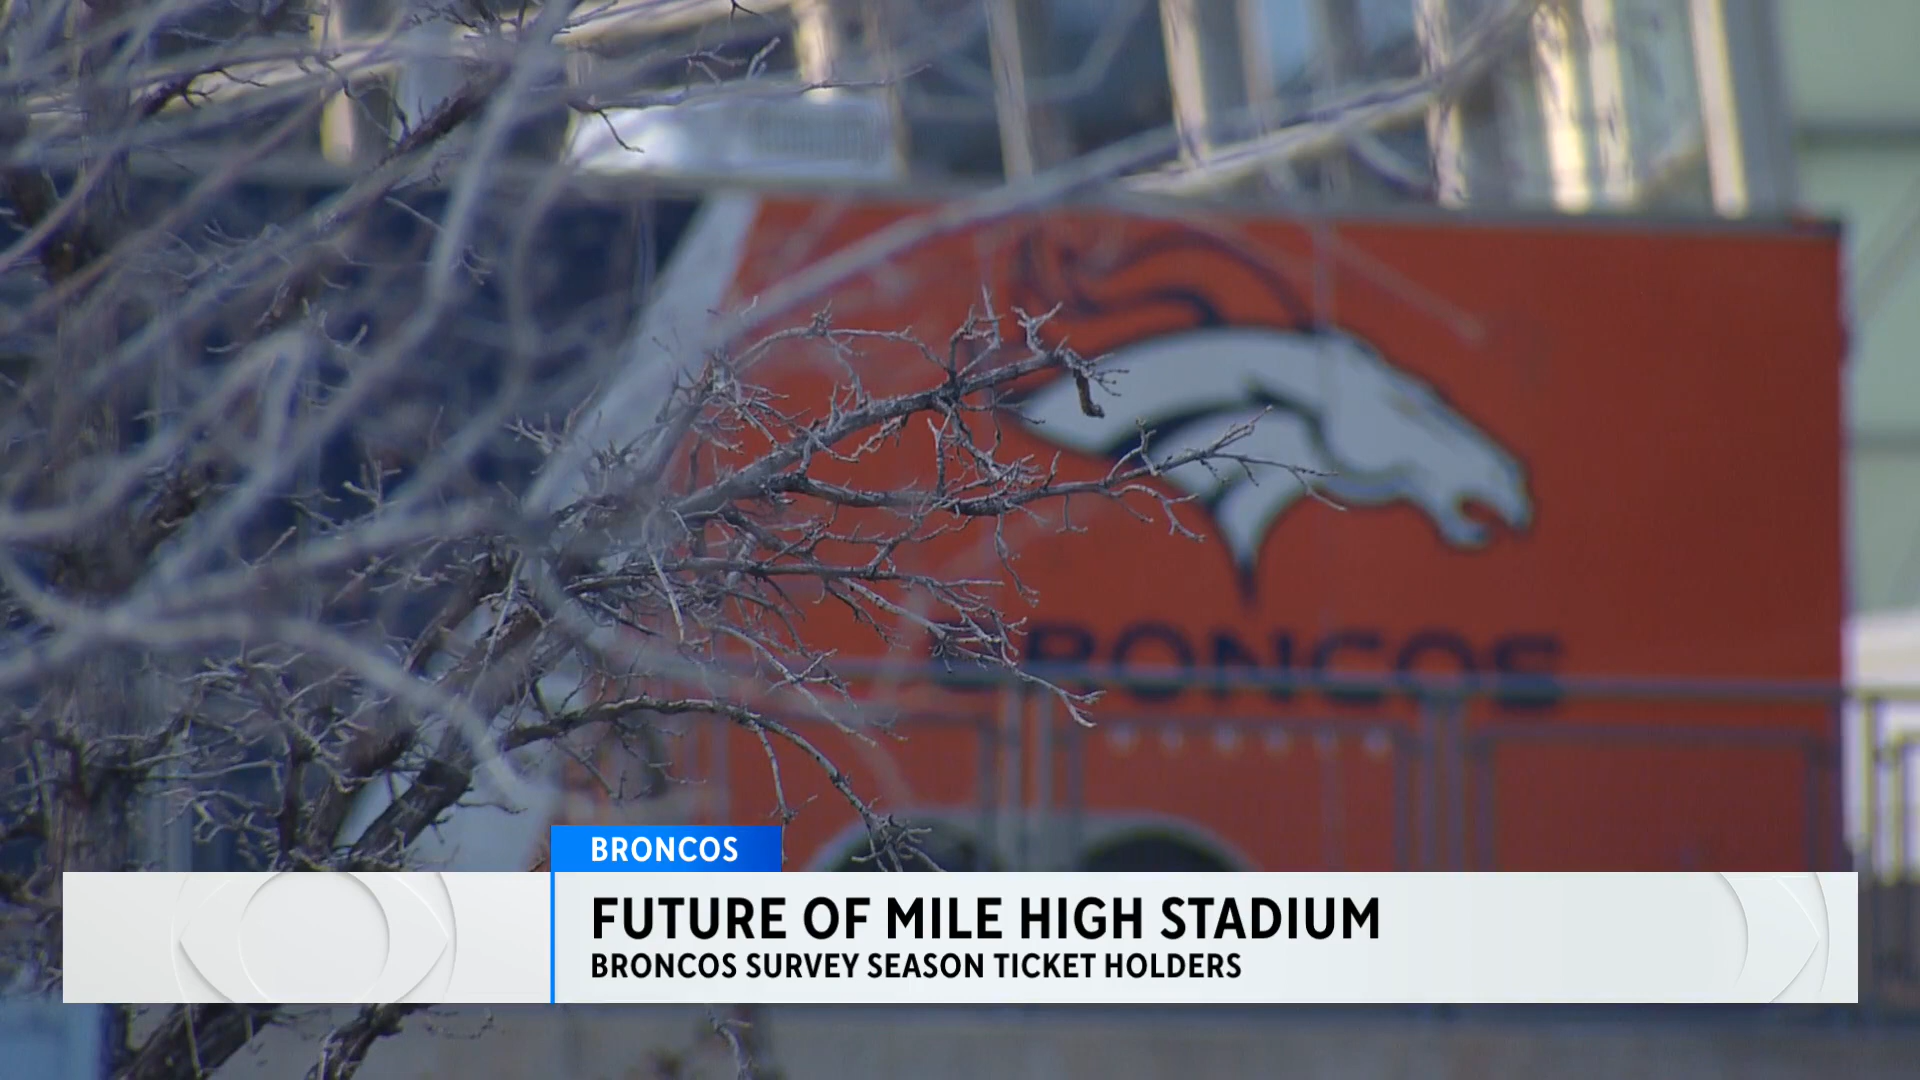 BRONCOS
BRONCOS
FUTURE OF MILE HIGH STADIUM
BRONCOS SURVEY SEASON TICKET HOLDERS